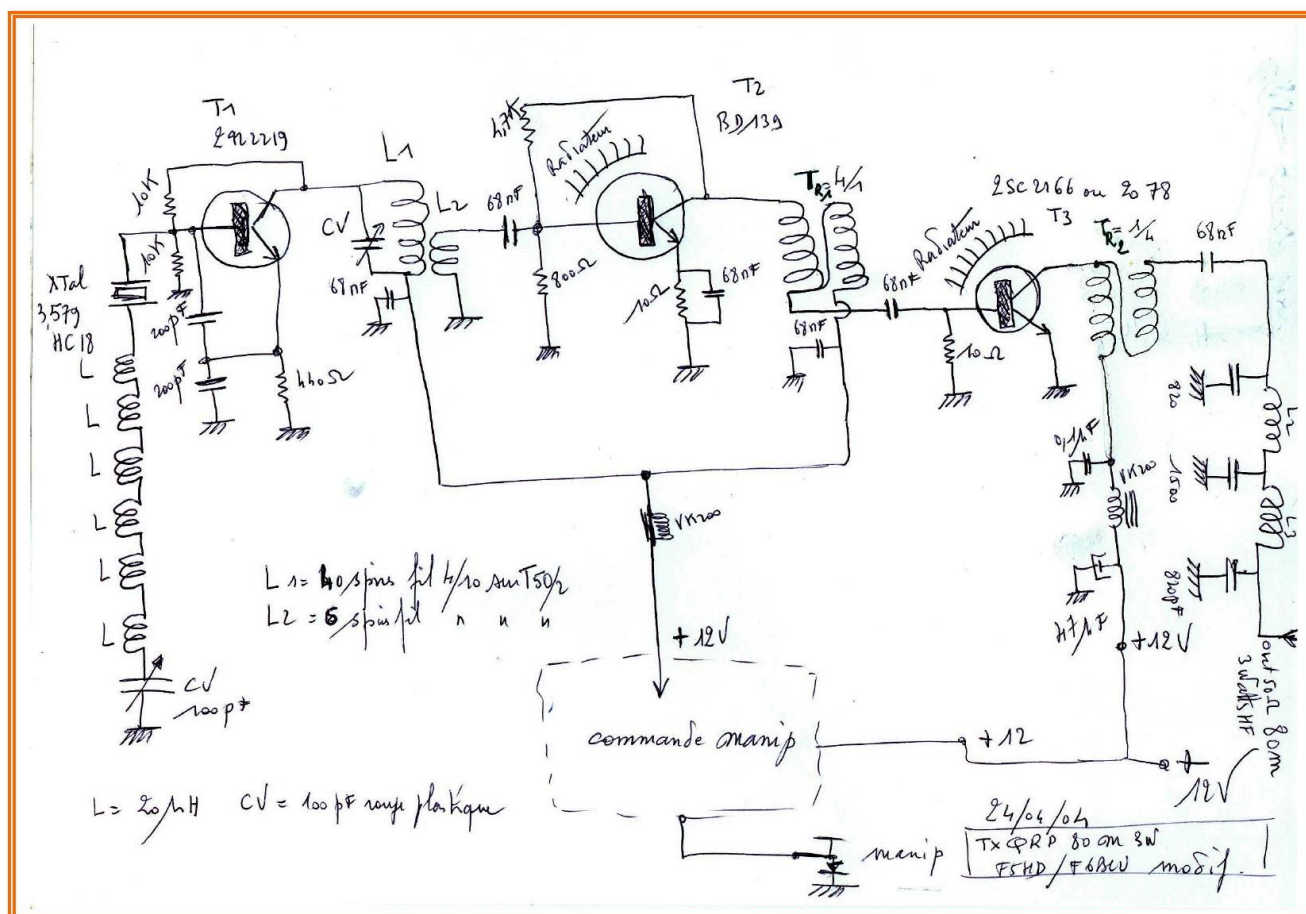 T1
2N2219
10K
10K
XTal
3,579
HC18
200pF
200pF
L
L
L
L
L
L
CV
100pF
L1
CV
68nF
L2
68nF
4,7K
Radiateur
T2
BD139
800Ω
10Ω
68nF
TR1= 4/1
68nF
68nF
Radiateur
2SC2166 ou 2078
T3
10Ω
TR2= 1/4
68nF
820
L2
1500
L3
820pF
0,1µF
VK200
47µF
+12V
out 50Ω 80m
3 Watts HF
VK200
+12V
L1= 40 spires fil 4/10 sur T50/2
L2 = 6 spires fil " " "
commande manip
+12
+
12V
manip
L= 20µH CV= 100pF rouge plastique
24/04/04
TX QRP 80m 3W
F5HD/F6BCU modif.